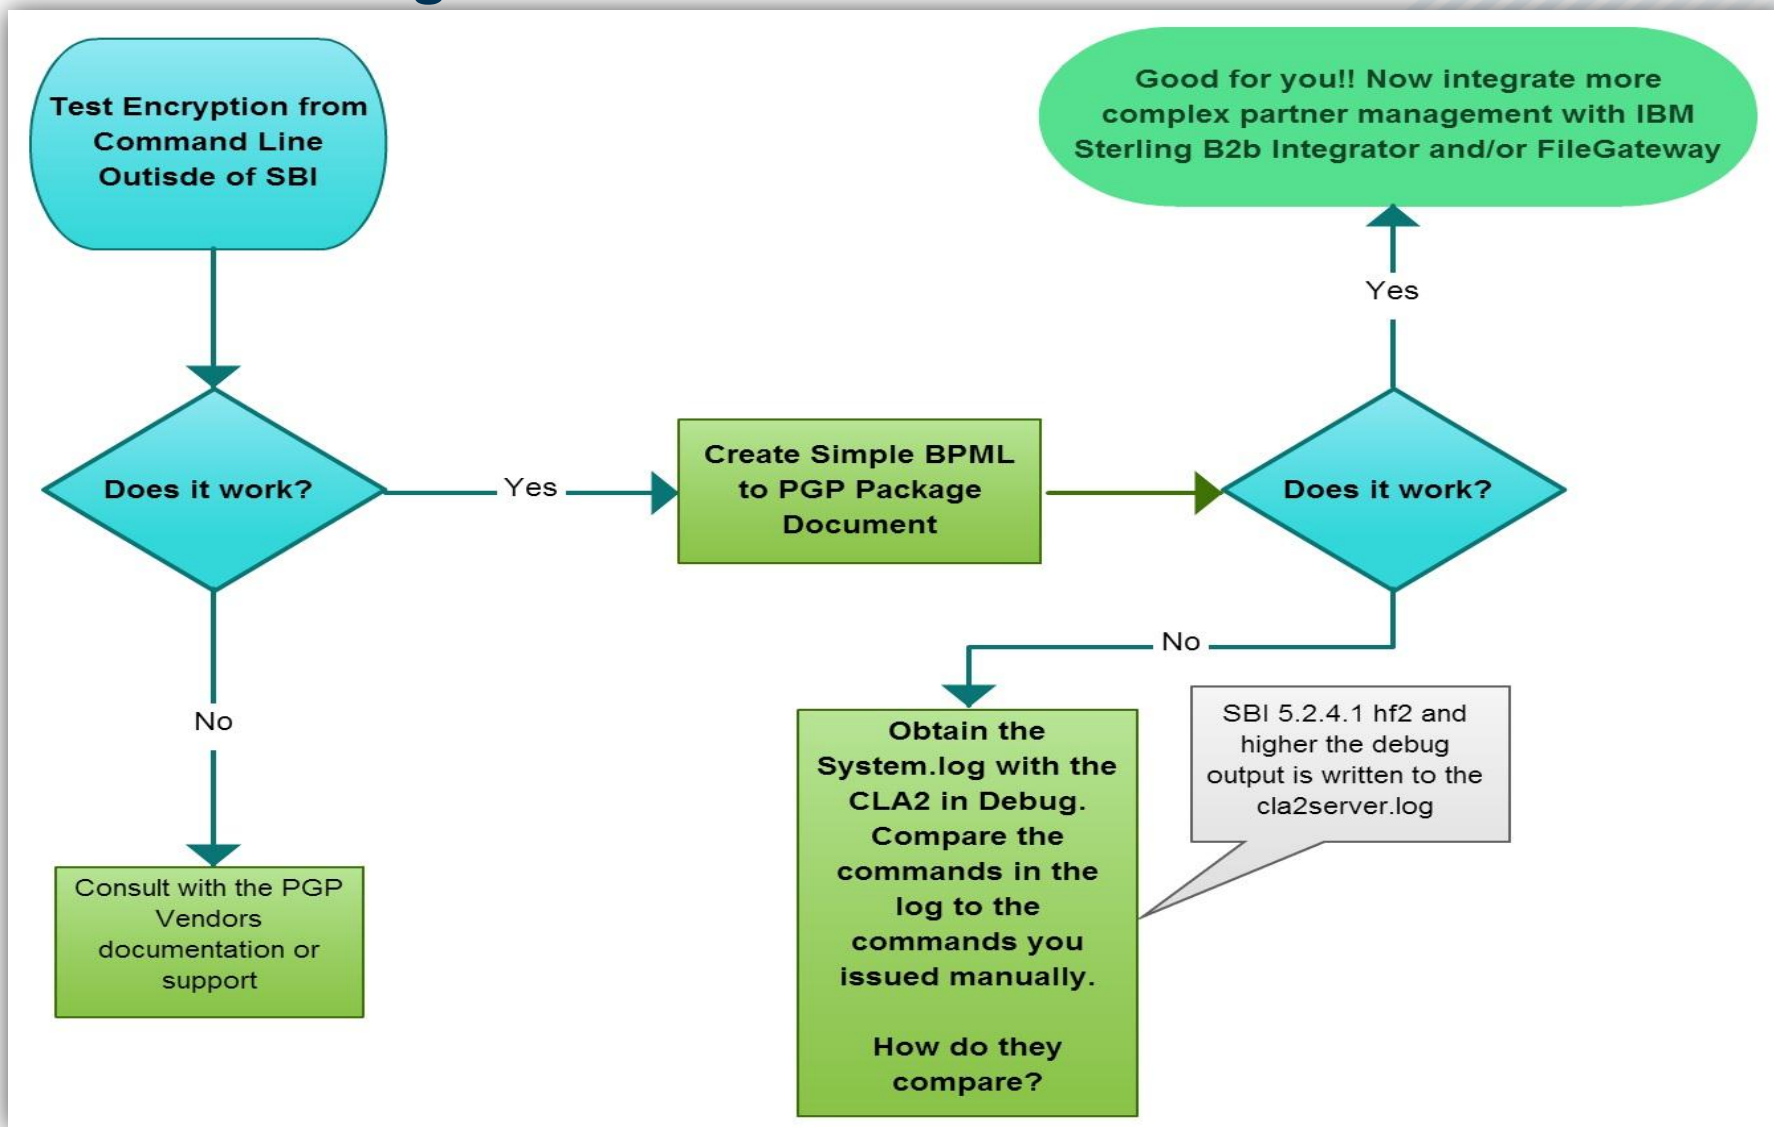 Test Encryption from
Command Line
Outisde of SBI
Does it work?
Yes
No
Consult with the PGP
Vendors
documentation or
support
Create Simple BPML
to PGP Package
Document
Does it work?
Yes
Good for you!! Now integrate more
complex partner management with IBM
Sterling B2b Integrator and/or FileGateway
No
Obtain the
System.log with the
CLA2 in Debug.
Compare the
commands in the
log to the
commands you
issued manually.
How do they
compare?
SBI 5.2.4.1 hf2 and
higher the debug
output is written to the
cla2server.log